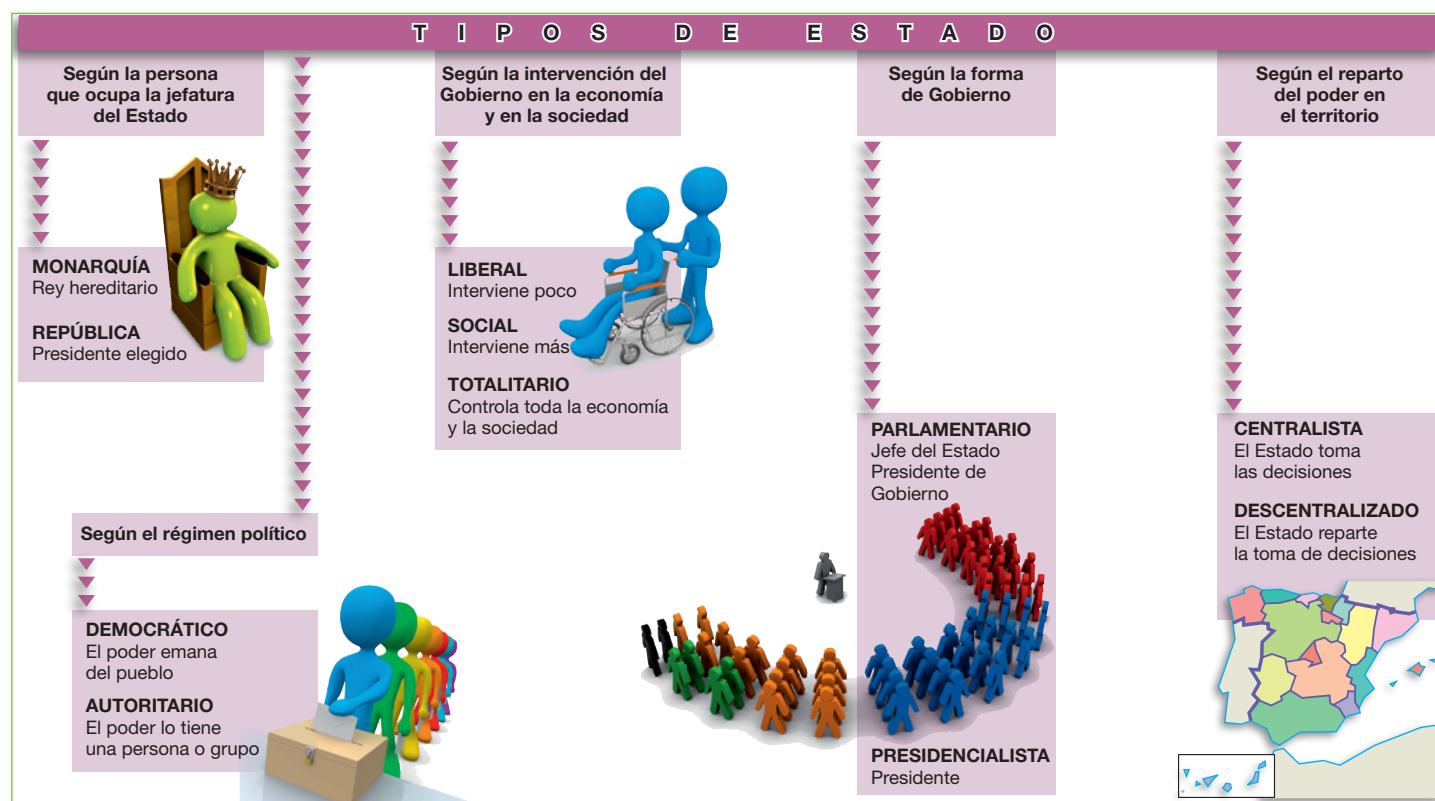 TIPOS DE ESTADO
Según la persona
que ocupa la jefatura
del Estado
MONARQUÍA
Rey hereditario
REPÚBLICA
Presidente elegido
Según el régimen político
DEMOCRÁTICO
El poder emana
del pueblo
AUTORITARIO
El poder lo tiene
una persona o grupo
Según la intervención del
Gobierno en la economía
y en la sociedad
LIBERAL
Interviene poco
SOCIAL
Interviene más
TOTALITARIO
Controla toda la economía
y la sociedad
Según la forma
de Gobierno
PARLAMENTARIO
Jefe del Estado
Presidente de
Gobierno
PRESIDENCIALISTA
Presidente
Según el reparto
del poder en
el territorio
CENTRALISTA
El Estado toma
las decisiones
DESCENTRALIZADO
El Estado reparte
la toma de decisiones